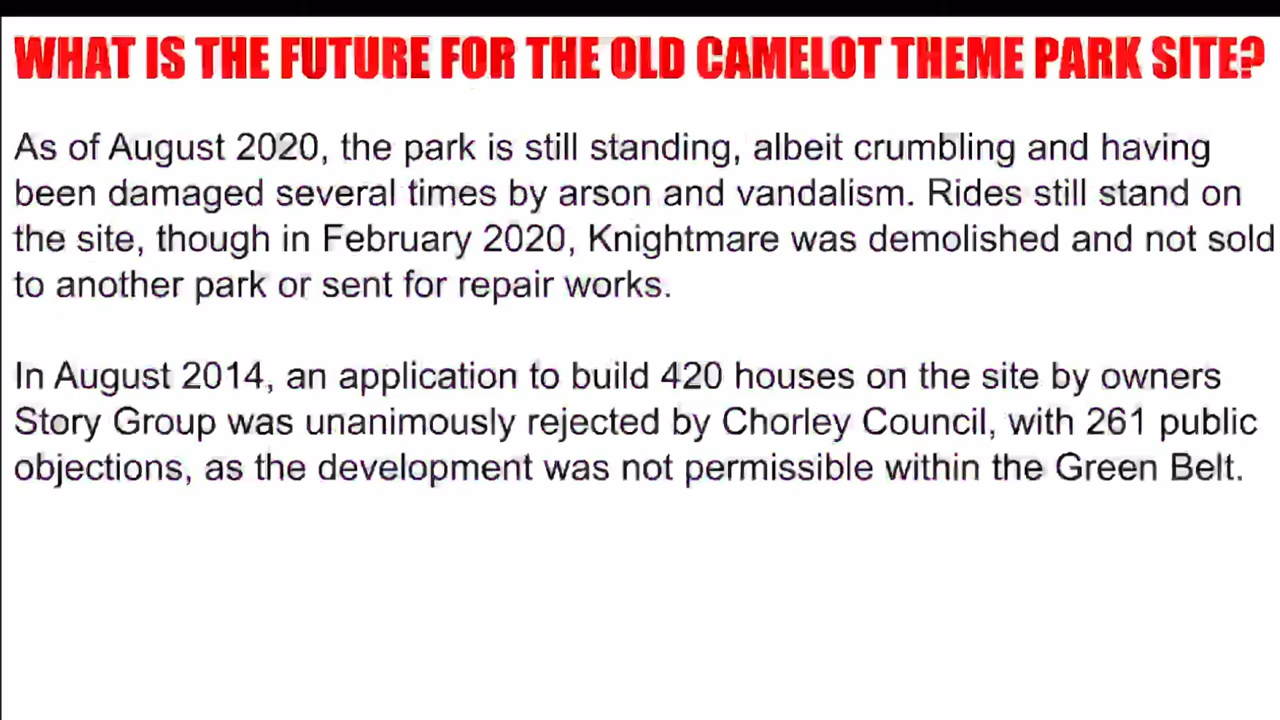 WHAT IS THE FUTURE FOR THE OLD CAMELOT THEME PARK SITE?
As of August 2020, the park is still standing, albeit crumbling and having
been damaged several times by arson and vandalism. Rides still stand on
the site, though in February 2020, Knightmare was demolished and not sold
to another park or sent for repair works.
In August 2014, an application to build 420 houses on the site by owners
Story Group was unanimously rejected by Chorley Council, with 261 public
objections, as the development was not permissible within the Green Belt.